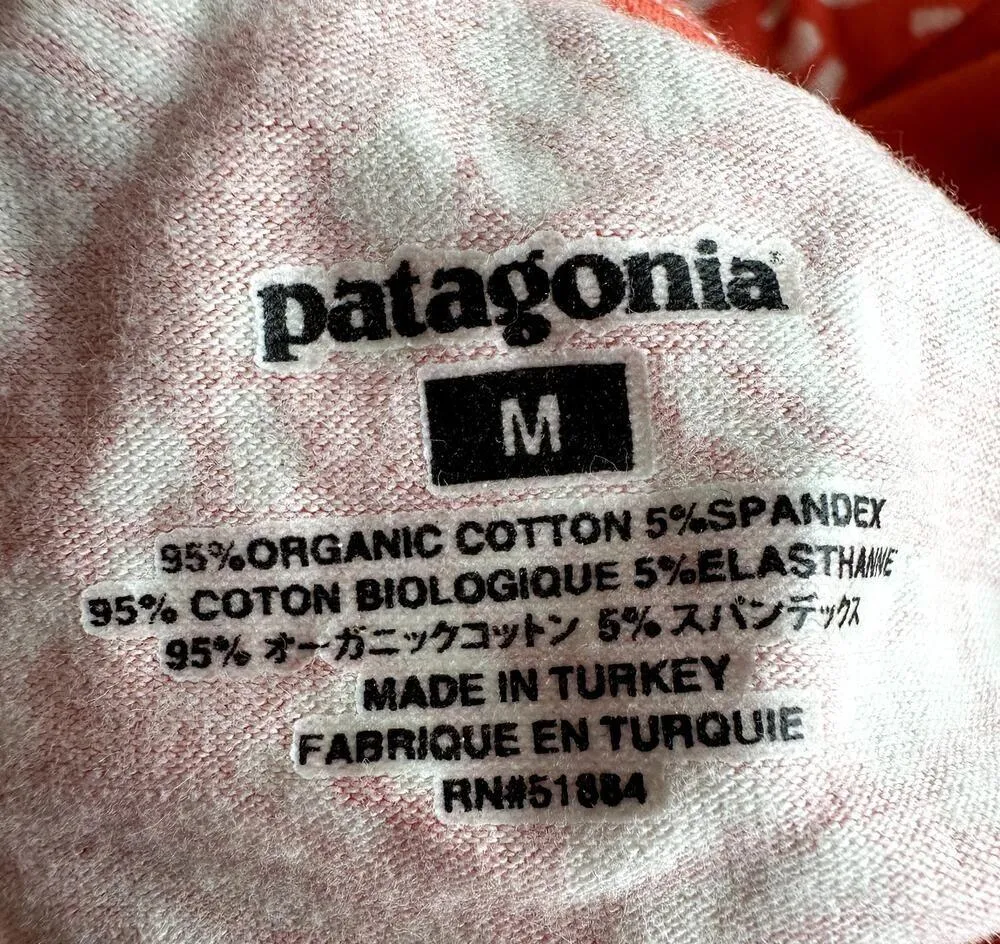 patagonia
M
95%ORGANIC COTTON 5%SPANDEX
95% COTON BIOLOGIQUE 5%ELASTHANNE
95% オーガニックコットン 5% スパンデックス
MADE IN TURKEY
FABRIQUE EN TURQUIE
RN#51884